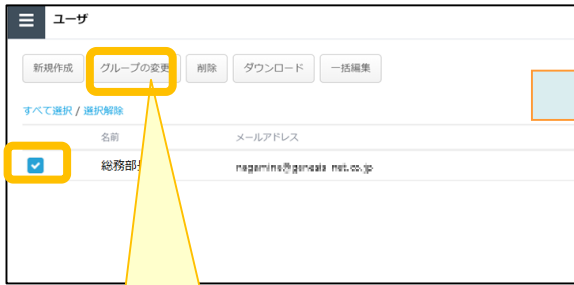 ユーザ
新規作成 グループの変更 削除 ダウンロード 一括編集
すべて選択 / 選択解除
名前 メールアドレス
総務部